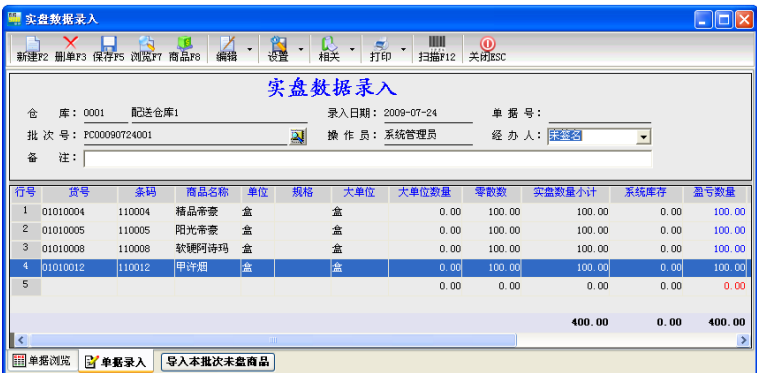 实盘数据录入
新建F2 删单F3 保存F5 浏览F7 商品F8 编辑 设置 相关 打印 扫描F12 关闭ESC
实盘数据录入
仓 库: 0001 配送仓库1 录入日期: 2009-07-24 单 据 号:
批 次 号: PC00090724001 操 作 员: 系统管理员 经 办 人: 未签名
备 注:
行号 货号 条码 商品名称 单位 规格 大单位 大单位数量 零散数 实盘数量小计 系统库存 盈亏数量
1 01010004 110004 精品帝豪 盒 盒 0.00 100.00 100.00 0.00 100.00
2 01010005 110005 阳光帝豪 盒 盒 0.00 100.00 100.00 0.00 100.00
3 01010008 110008 软硬阿诗玛 盒 盒 0.00 100.00 100.00 0.00 100.00
4 01010012 110012 甲许烟 盒 盒 0.00 100.00 100.00 0.00 100.00
5 0.00 0.00 0.00 0.00 0.00
400.00 0.00 400.00
单据浏览 单据录入 导入本批次未盘商品